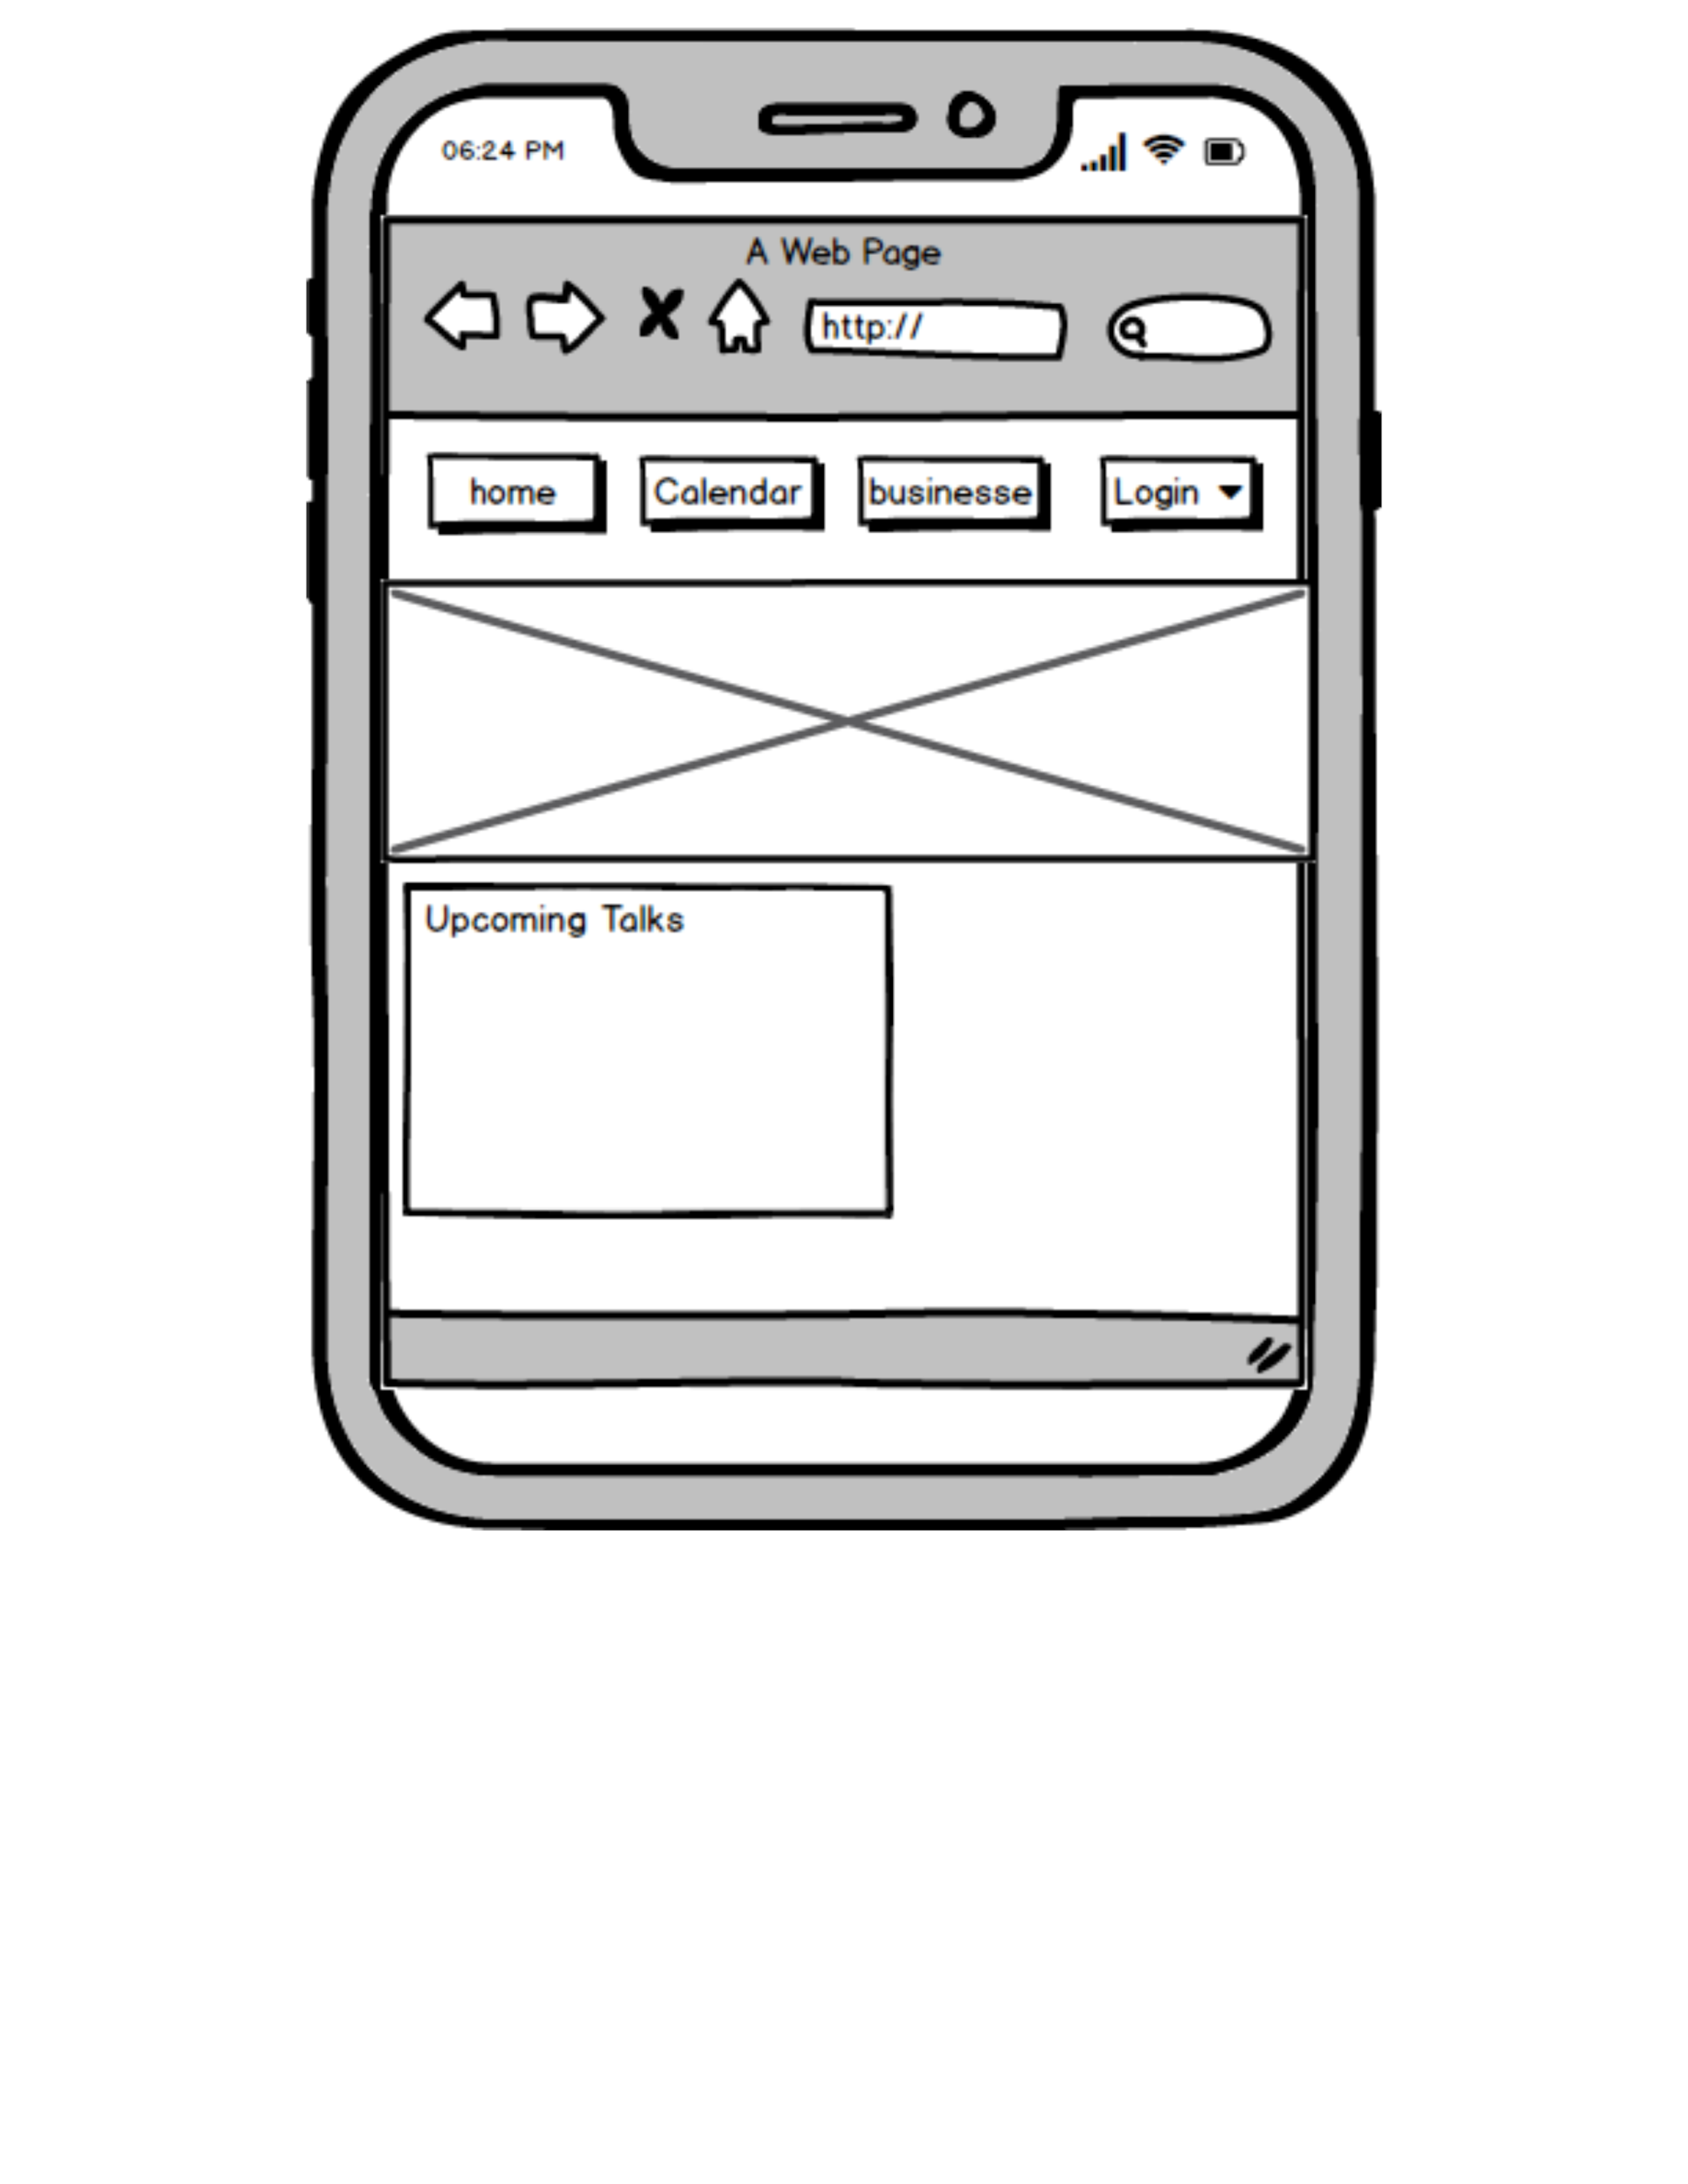 06:24 PM
A Web Page
http://
home Calendar businesse Login
Upcoming Talks